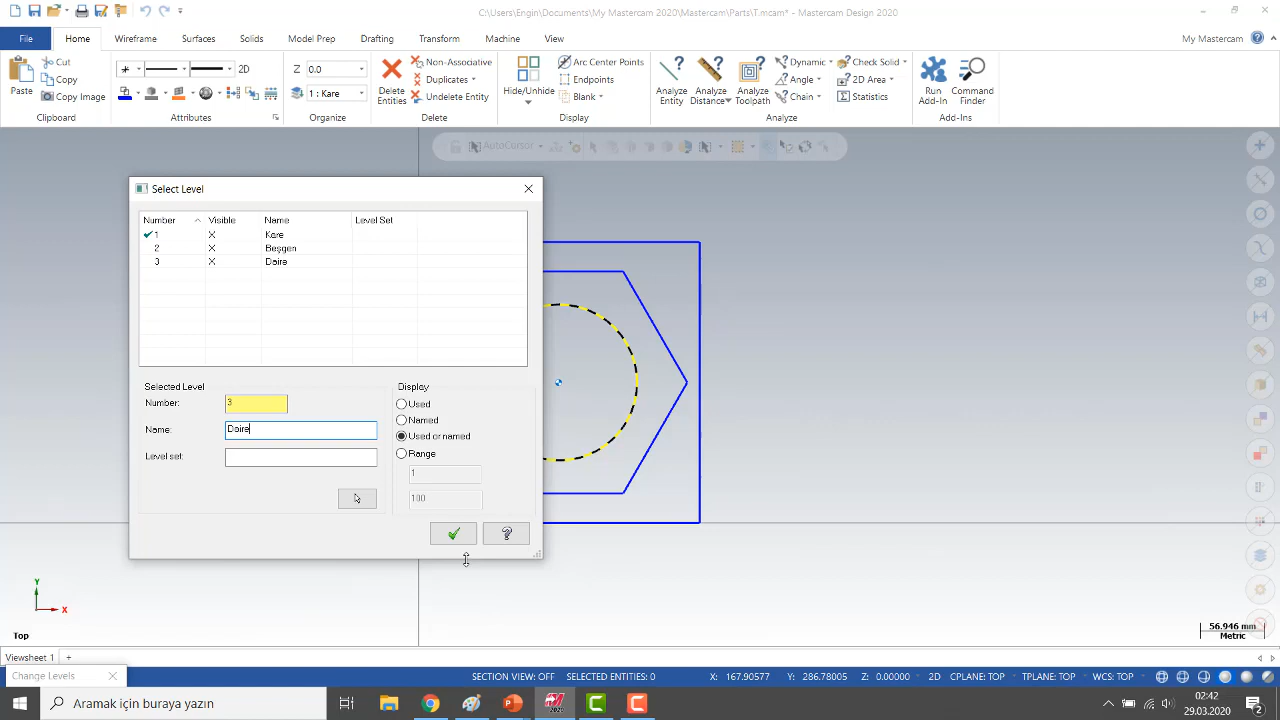 C:\Users\Engin\Documents\My Mastercam 2020\Mastercam\Parts\T.mcam* - Mastercam Design 2020
File Home Wireframe Surfaces Solids Model Prep Drafting Transform Machine View My Mastercam
Paste Cut Copy Copy Image
Clipboard
2D
Attributes
Z 0.0
1 : Kare
Organize
Delete Entities Non-Associative Duplicates Undelete Entity
Delete
Hide/Unhide Arc Center Points Endpoints Blank
Display
Analyze Entity Analyze Distance Analyze Toolpath Dynamic Angle Chain Check Solid 2D Area Statistics
Analyze
Run Add-In Command Finder
Add-Ins
AutoCursor
Select Level
Number Visible Name Level Set
1 X Kare
2 X Beşgen
3 X Daire
Selected Level
Number: 3
Name: Daire
Level set:
Display
Used
Named
Used or named
Range
1
100
Y
X
Top
56.946 mm
Metric
Viewsheet 1 +
Change Levels
SECTION VIEW: OFF SELECTED ENTITIES: 0 X: 167.90577 Y: 286.78005 Z: 0.00000 2D CPLANE: TOP TPLANE: TOP WCS: TOP
Aramak için buraya yazın
2020
02:42
29.03.2020
2